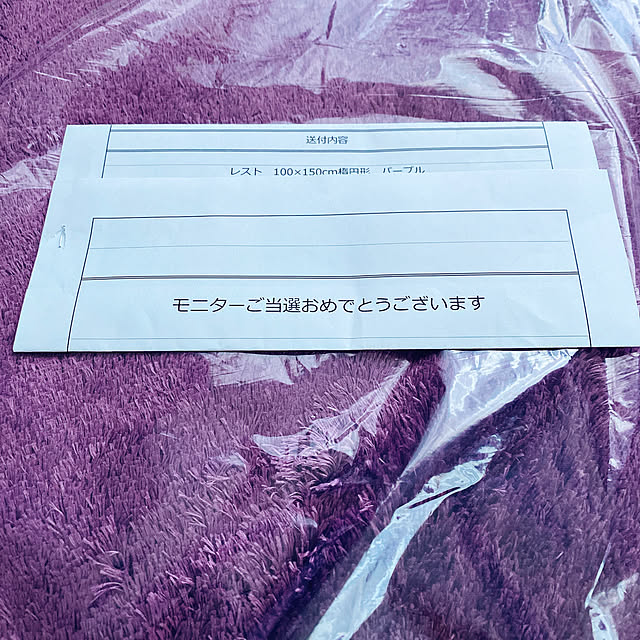 送付内容
レスト　100×150cm楕円形　パープル
モニターご当選おめでとうございます